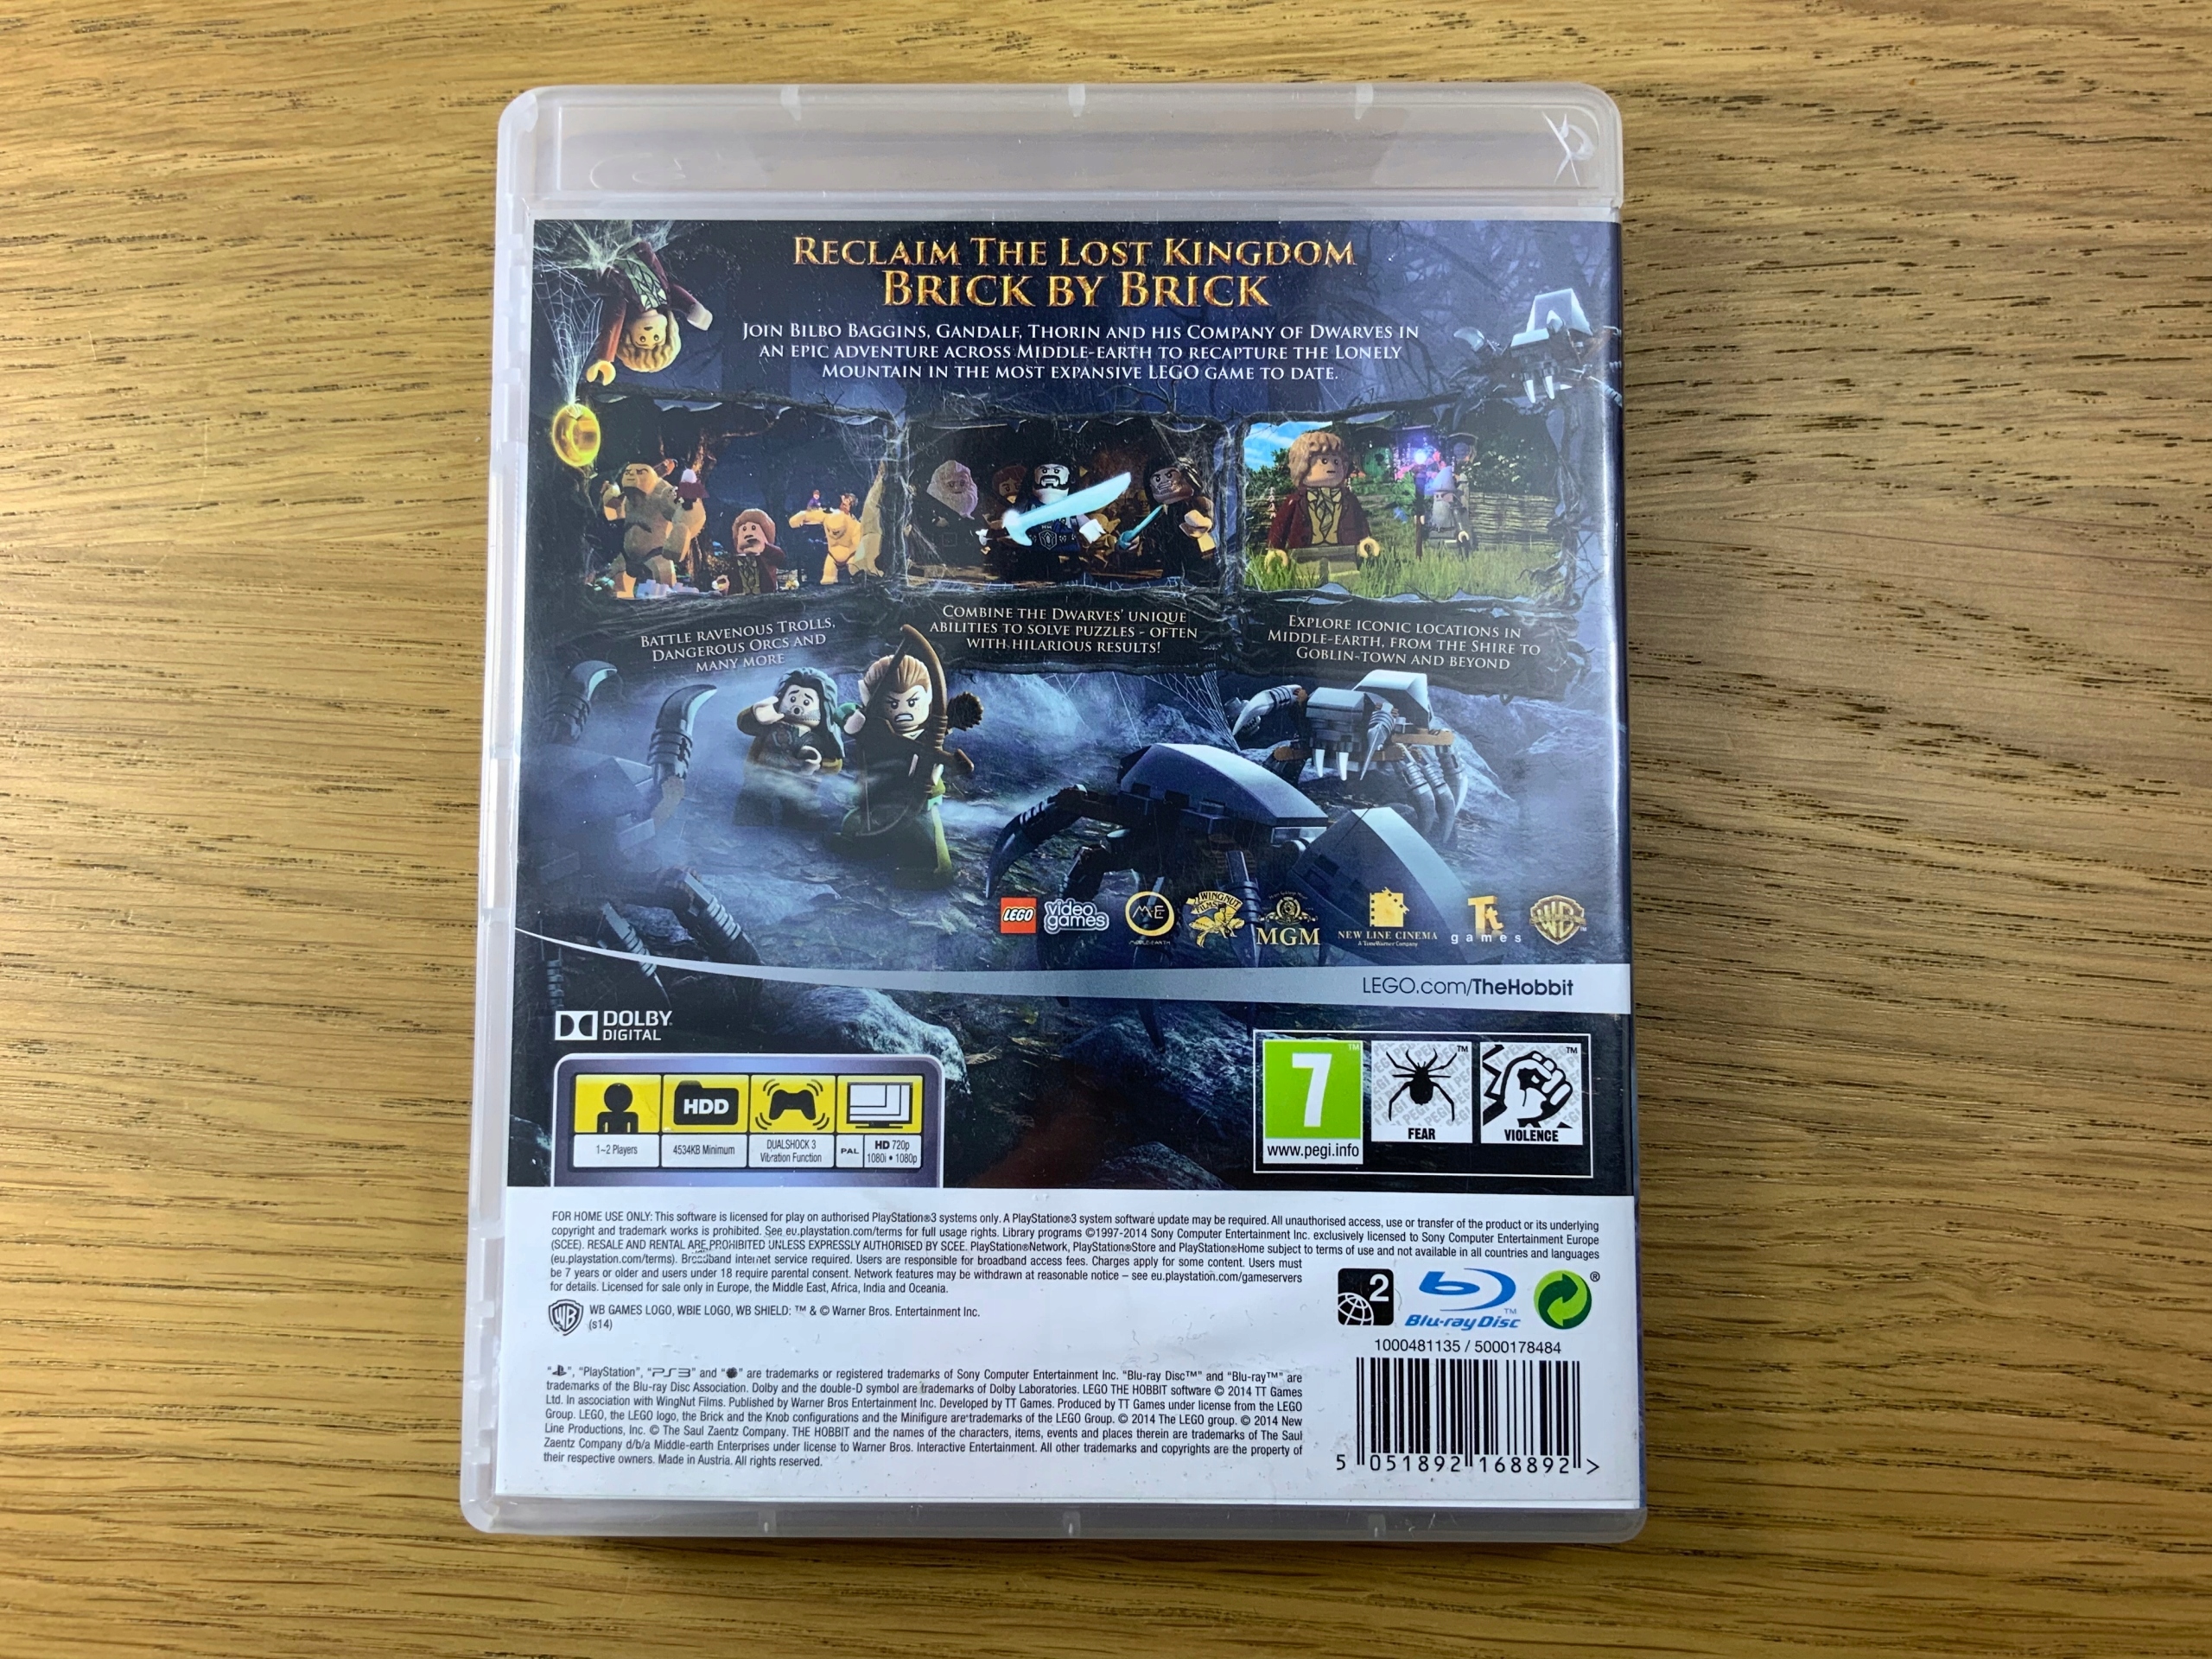 RECLAIM THE LOST KINGDOM
BRICK BY BRICK
JOIN BILBO BAGGINS, GANDALF, THORIN AND HIS COMPANY OF DWARVES IN
AN EPIC ADVENTURE ACROSS MIDDLE-EARTH TO RECAPTURE THE LONELY
MOUNTAIN IN THE MOST EXPANSIVE LEGO GAME TO DATE.
BATTLE RAVENOUS TROLLS,
DANGEROUS ORCS AND
MANY MORE
COMBINE THE DWARVES' UNIQUE
ABILITIES TO SOLVE PUZZLES - OFTEN
WITH HILARIOUS RESULTS!
EXPLORE ICONIC LOCATIONS IN
MIDDLE-EARTH, FROM THE SHIRE TO
GOBLIN-TOWN AND BEYOND
LEGO
video
games
M-E
MIDDLE-EARTH
WINGNUT
FILMS
MGM
NEW LINE CINEMA
A TimeWarner Company
Tt
games
WB
LEGO.com/TheHobbit
DOLBY
DIGITAL
HDD
1-2 Players
4534KB Minimum
DUALSHOCK 3
Vibration Function
PAL
HD 720p
1080i • 1080p
7™
www.pegi.info
FEAR
VIOLENCE
FOR HOME USE ONLY: This software is licensed for play on authorised PlayStation®3 systems only. A PlayStation®3 system software update may be required. All unauthorised access, use or transfer of the product or its underlying
copyright and trademark works is prohibited. See eu.playstation.com/terms for full usage rights. Library programs ©1997-2014 Sony Computer Entertainment Inc. exclusively licensed to Sony Computer Entertainment Europe
(SCEE). RESALE AND RENTAL ARE PROHIBITED UNLESS EXPRESSLY AUTHORISED BY SCEE. PlayStation®Network, PlayStation®Store and PlayStation®Home subject to terms of use and not available in all countries and languages
(eu.playstation.com/terms). Broadband internet service required. Users are responsible for broadband access fees. Charges apply for some content. Users must
be 7 years or older and users under 18 require parental consent. Network features may be withdrawn at reasonable notice – see eu.playstation.com/gameservers
for details. Licensed for sale only in Europe, the Middle East, Africa, India and Oceania.
WB GAMES LOGO, WBIE LOGO, WB SHIELD: ™ & © Warner Bros. Entertainment Inc.
(s14)
2
Blu-ray Disc™
®
1000481135 / 5000178484
", "PlayStation", "PS3" and "" are trademarks or registered trademarks of Sony Computer Entertainment Inc. "Blu-ray Disc™" and "Blu-ray™" are
trademarks of the Blu-ray Disc Association. Dolby and the double-D symbol are trademarks of Dolby Laboratories. LEGO THE HOBBIT software © 2014 TT Games
Ltd. In association with WingNut Films. Published by Warner Bros Entertainment Inc. Developed by TT Games. Produced by TT Games under license from the LEGO
Group. LEGO, the LEGO logo, the Brick and the Knob configurations and the Minifigure are trademarks of the LEGO Group. © 2014 The LEGO group. © 2014 New
Line Productions, Inc. © The Saul Zaentz Company. THE HOBBIT and the names of the characters, items, events and places therein are trademarks of The Saul
Zaentz Company d/b/a Middle-earth Enterprises under license to Warner Bros. Interactive Entertainment. All other trademarks and copyrights are the property of
their respective owners. Made in Austria. All rights reserved.
5 051892 168892 >